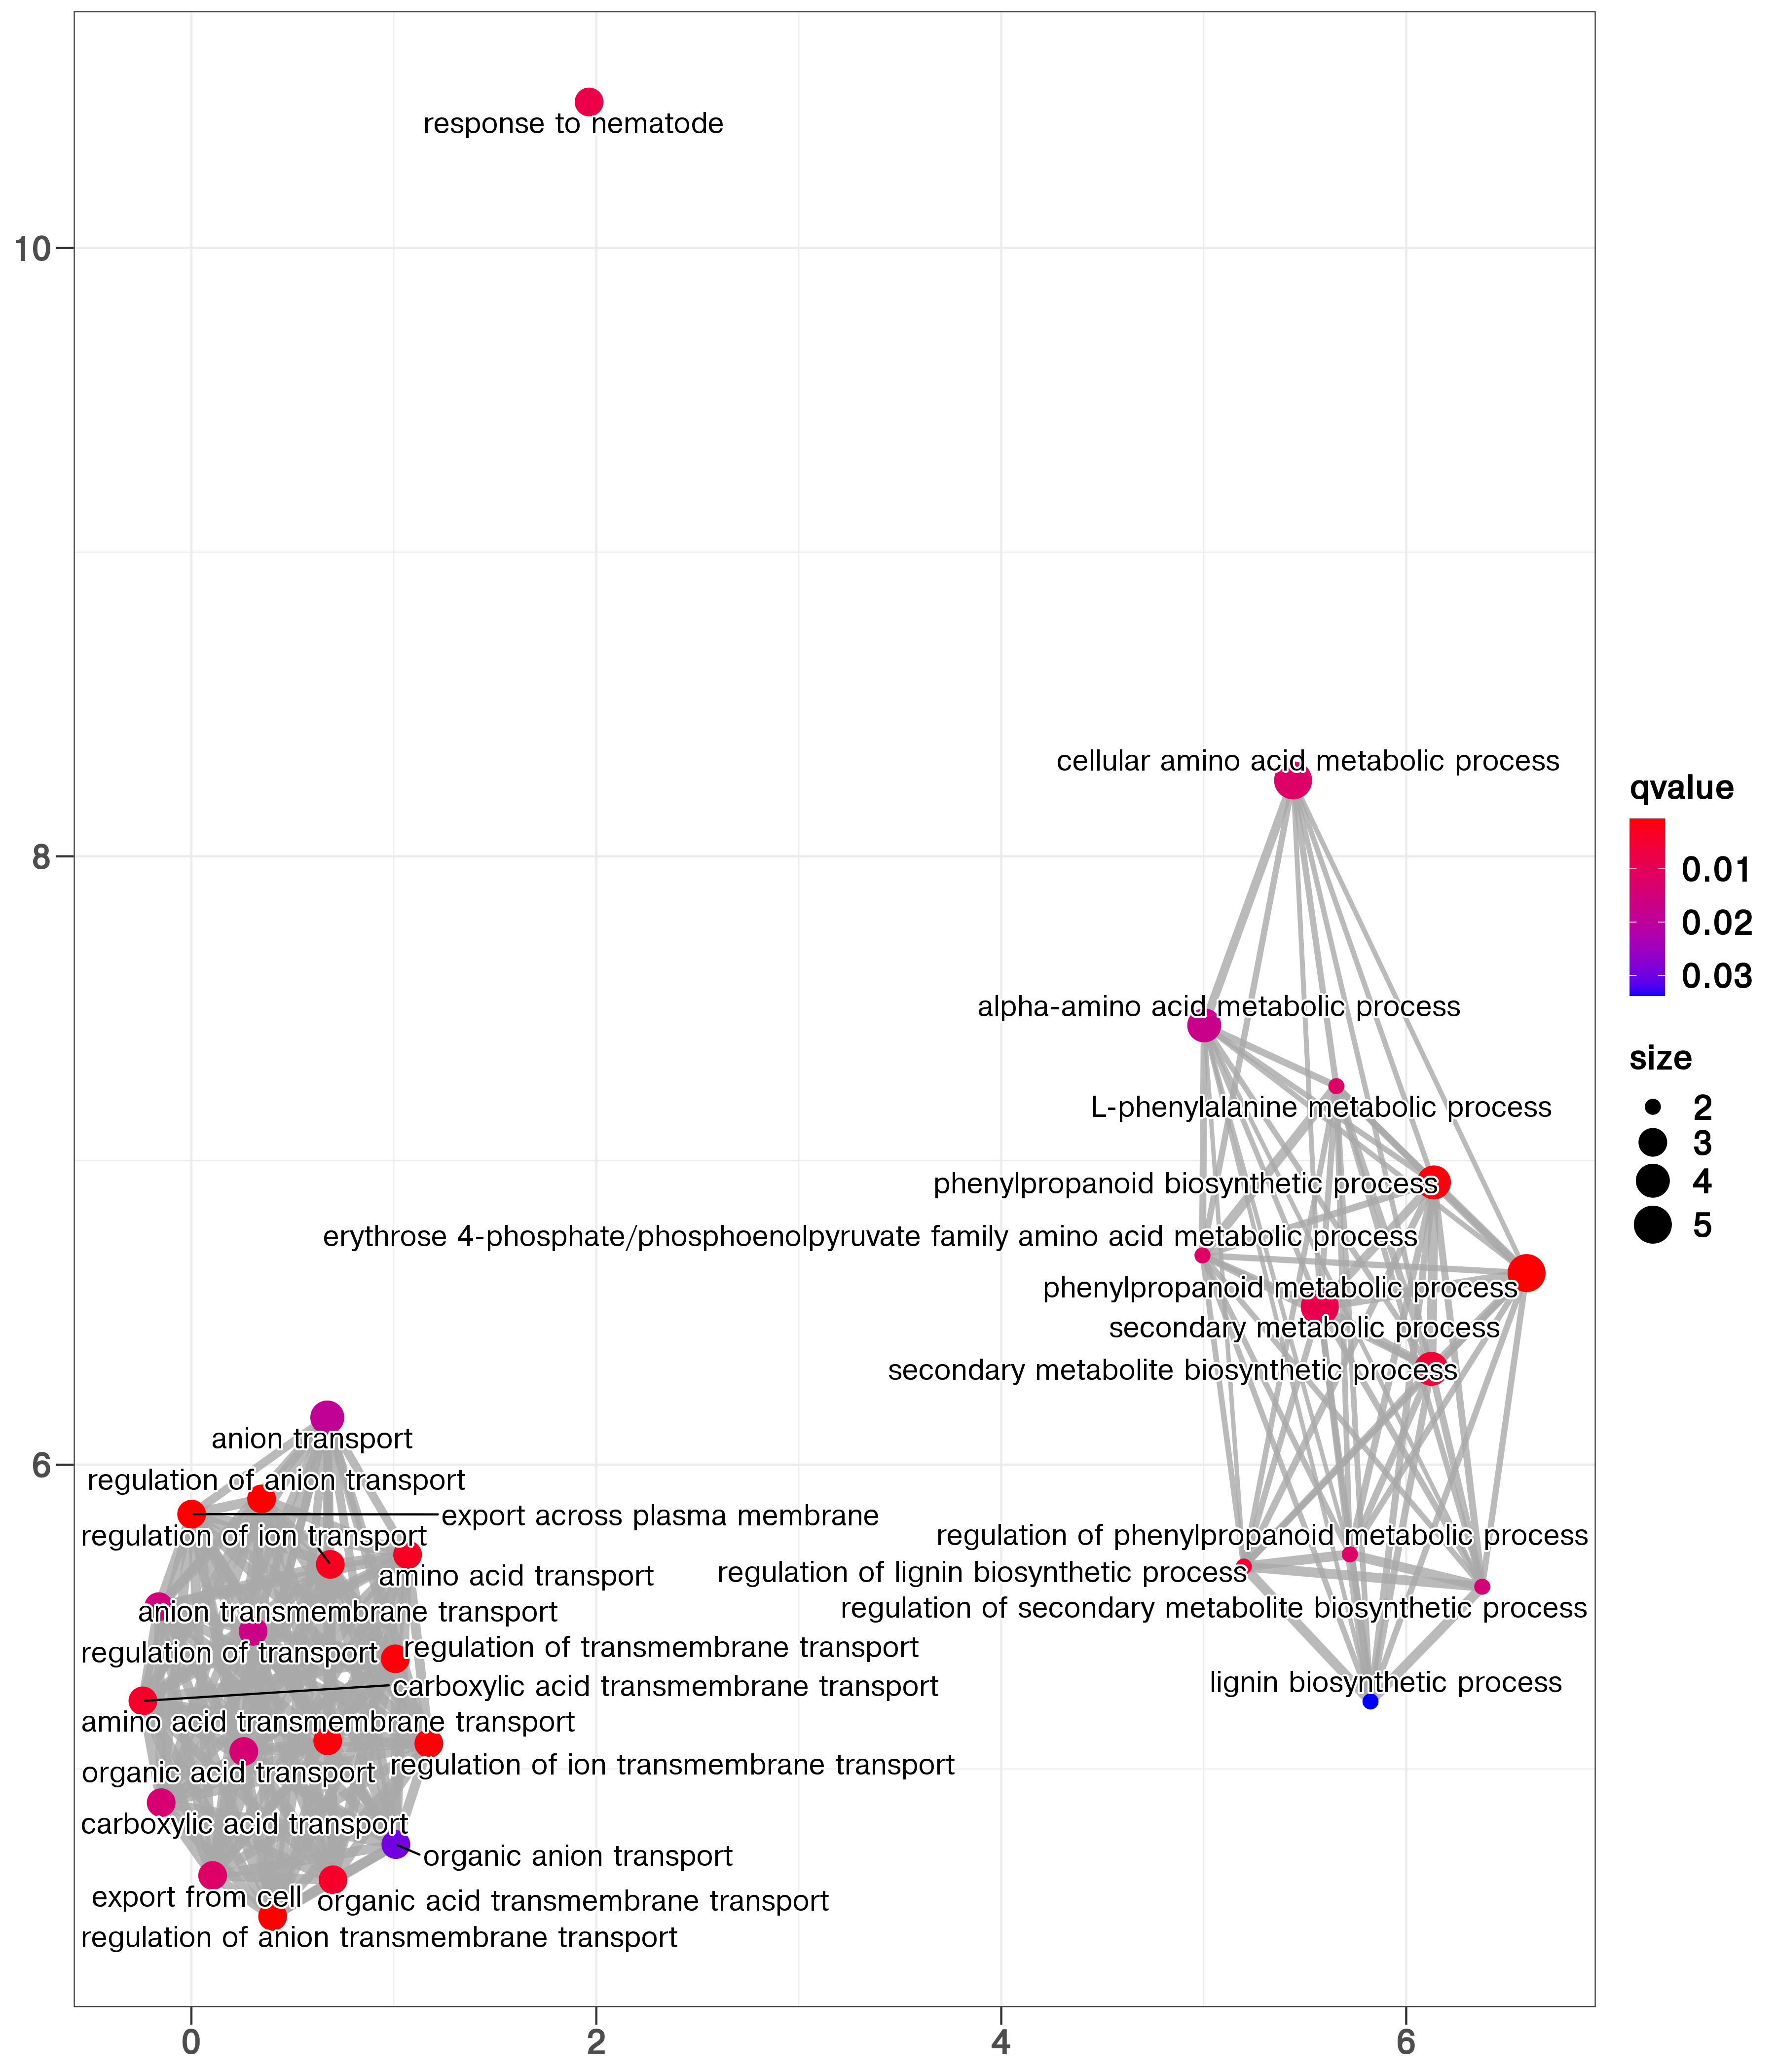 response to nematode
10
cellular amino acid metabolic process
qvalue
8
0.01
0.02
0.03
alpha-amino acid metabolic process
size
2
L-phenylalanine metabolic process
3
phenylpropanoid biosynthetic process
4
erythrose 4-phosphate/phosphoenolpyruvate family amino acid metabolic process
5
phenylpropanoid metabolic process
secondary metabolic process
secondary metabolite biosynthetic process
anion transport
6
regulation of anion transport
export across plasma membrane
regulation of ion transport
regulation of phenylpropanoid metabolic process
amino acid transport
regulation of lignin biosynthetic process
anion transmembrane transport
regulation of secondary metabolite biosynthetic process
regulation of transport
regulation of transmembrane transport
carboxylic acid transmembrane transport
lignin biosynthetic process
amino acid transmembrane transport
regulation of ion transmembrane transport
organic acid transport
carboxylic acid transport
organic anion transport
export from cell
organic acid transmembrane transport
regulation of anion transmembrane transport
0
2
4
6